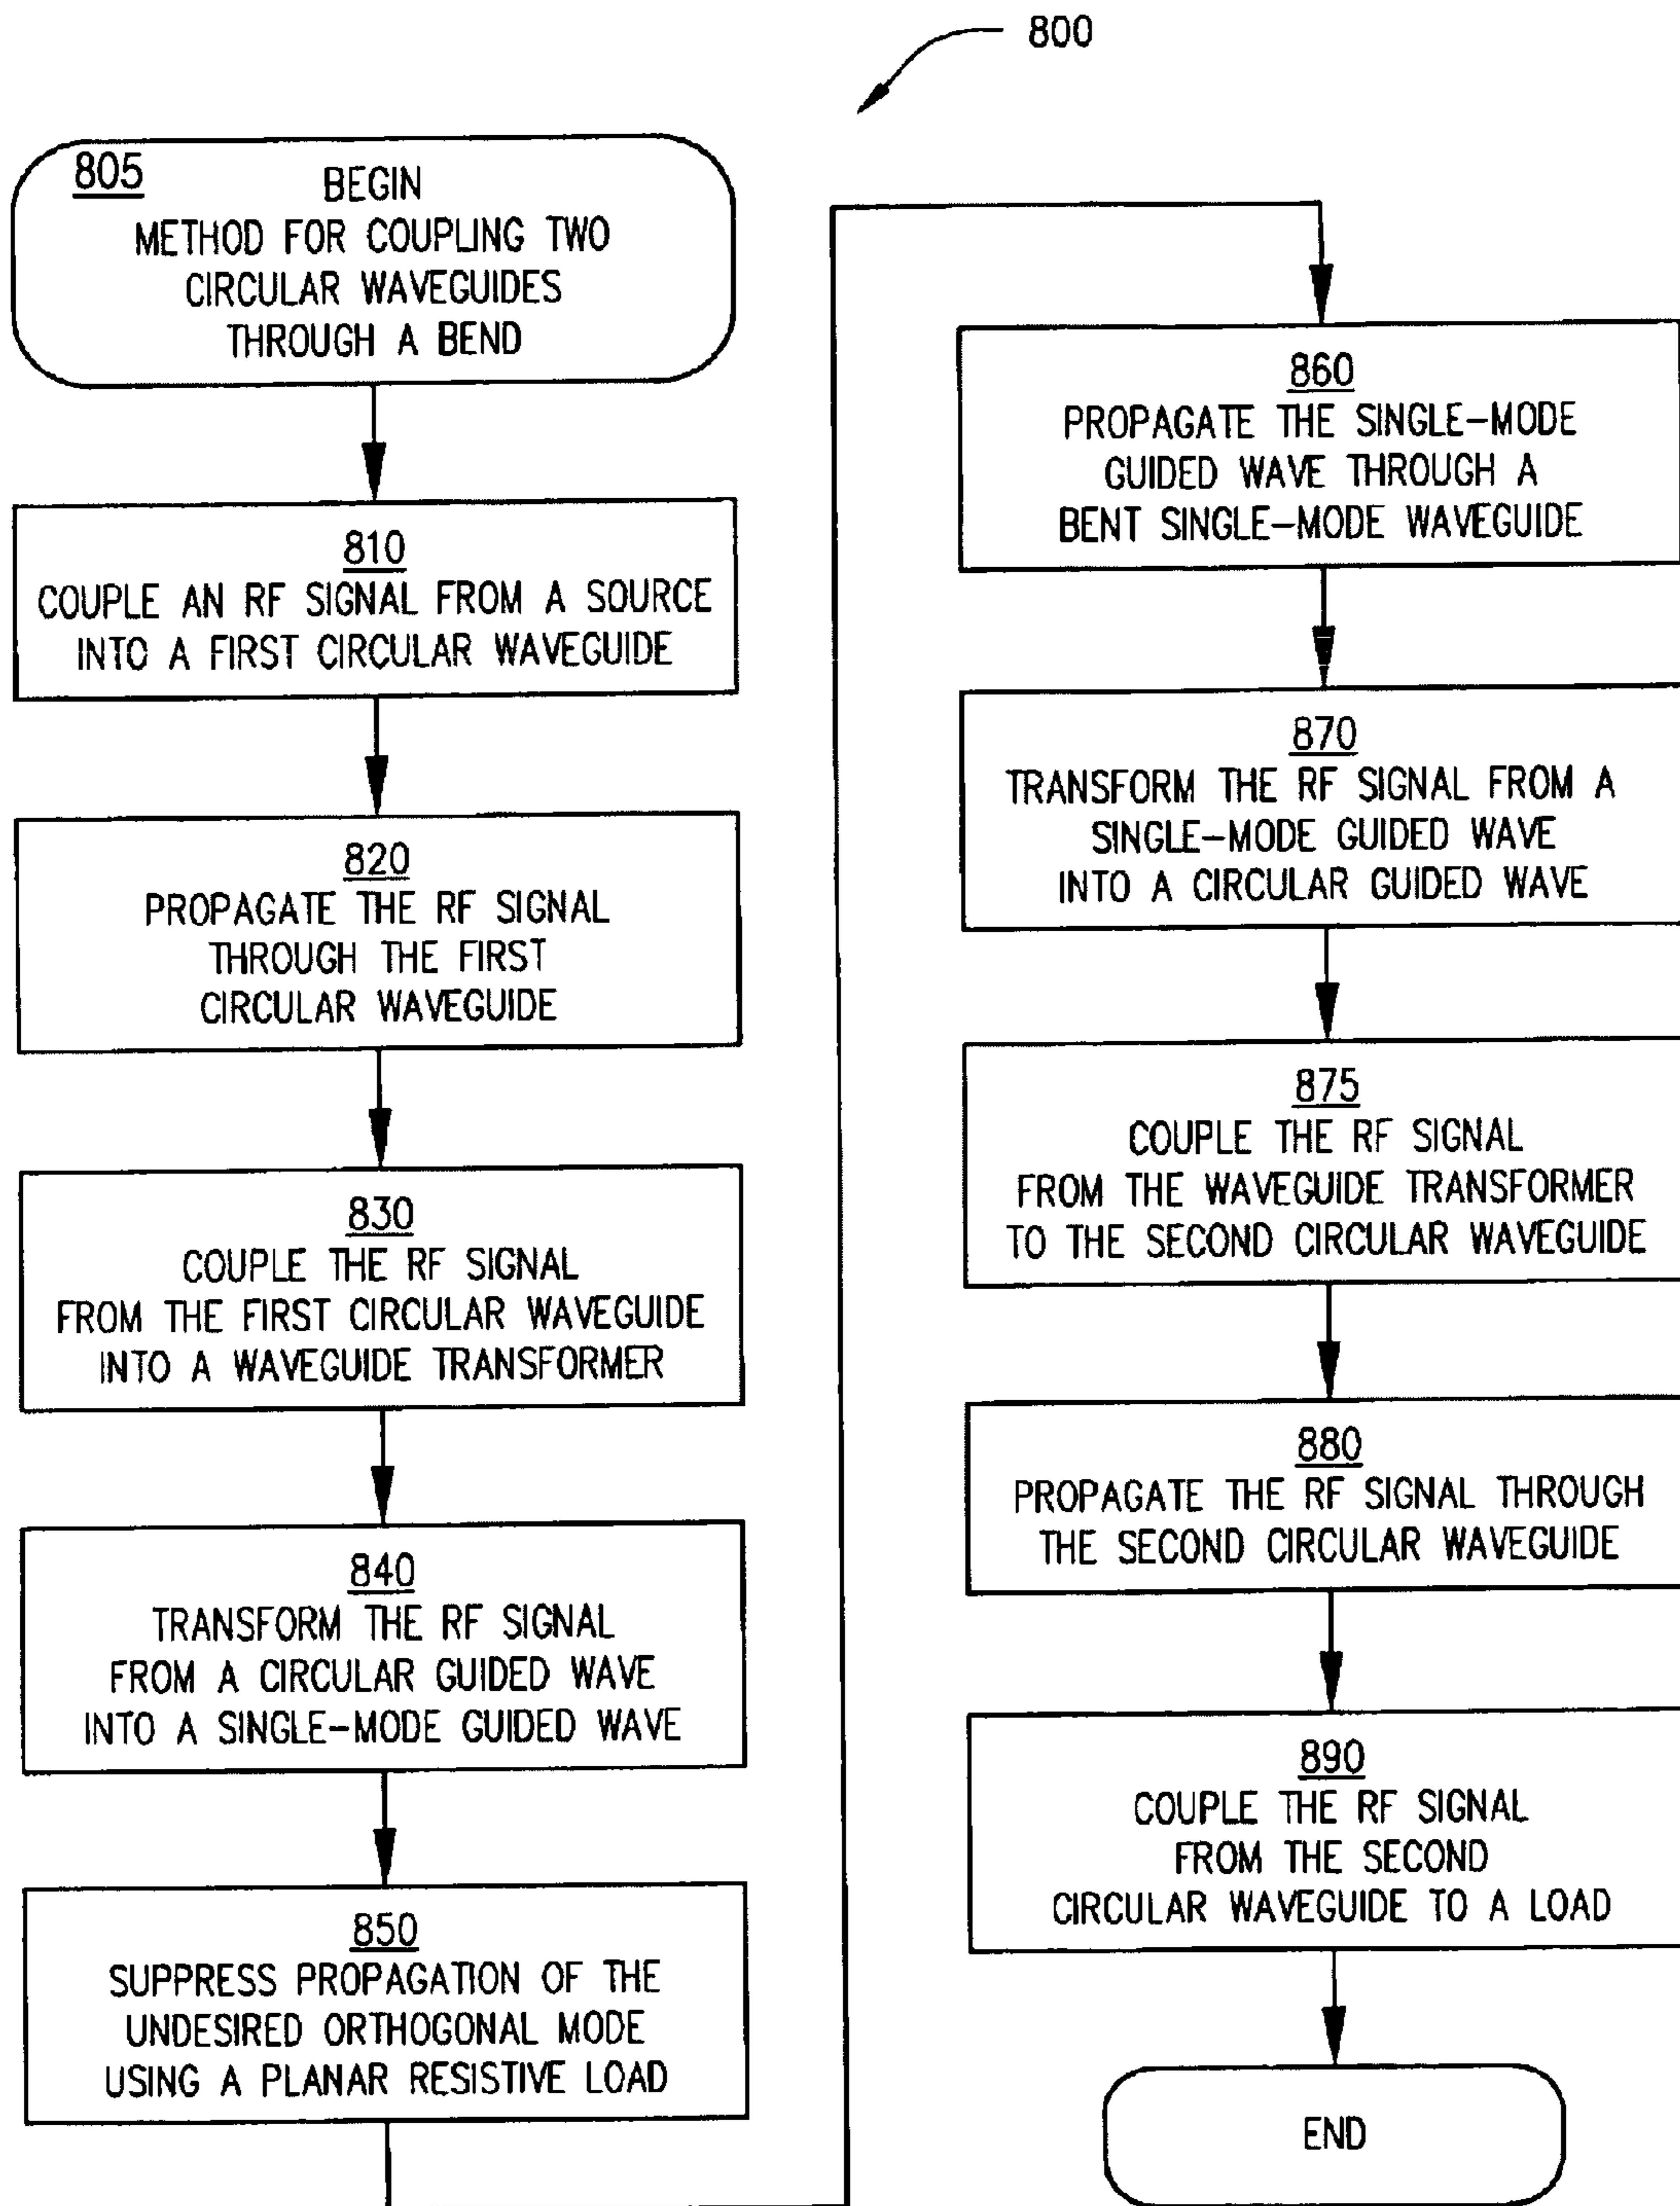 800
805
BEGIN
METHOD FOR COUPLING TWO
CIRCULAR WAVEGUIDES
THROUGH A BEND
810
COUPLE AN RF SIGNAL FROM A SOURCE
INTO A FIRST CIRCULAR WAVEGUIDE
820
PROPAGATE THE RF SIGNAL
THROUGH THE FIRST
CIRCULAR WAVEGUIDE
830
COUPLE THE RF SIGNAL
FROM THE FIRST CIRCULAR WAVEGUIDE
INTO A WAVEGUIDE TRANSFORMER
840
TRANSFORM THE RF SIGNAL
FROM A CIRCULAR GUIDED WAVE
INTO A SINGLE-MODE GUIDED WAVE
850
SUPPRESS PROPAGATION OF THE
UNDESIRED ORTHOGONAL MODE
USING A PLANAR RESISTIVE LOAD
860
PROPAGATE THE SINGLE-MODE
GUIDED WAVE THROUGH A
BENT SINGLE-MODE WAVEGUIDE
870
TRANSFORM THE RF SIGNAL FROM A
SINGLE-MODE GUIDED WAVE
INTO A CIRCULAR GUIDED WAVE
875
COUPLE THE RF SIGNAL
FROM THE WAVEGUIDE TRANSFORMER
TO THE SECOND CIRCULAR WAVEGUIDE
880
PROPAGATE THE RF SIGNAL THROUGH
THE SECOND CIRCULAR WAVEGUIDE
890
COUPLE THE RF SIGNAL
FROM THE SECOND
CIRCULAR WAVEGUIDE TO A LOAD
END